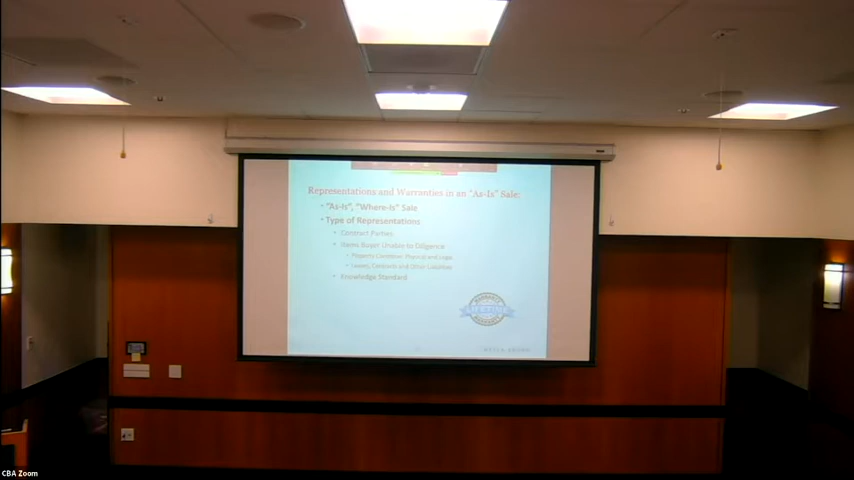 Representations and Warranties in an "As-Is" Sale:
"As-Is", "Where-Is" Sale
Type of Representations
Contract Parties
Items Buyer Unable to Diligence
Property Condition: Physical and Legal
Leases, Contracts and Other Liabilities
Knowledge Standard
CBA Zoom